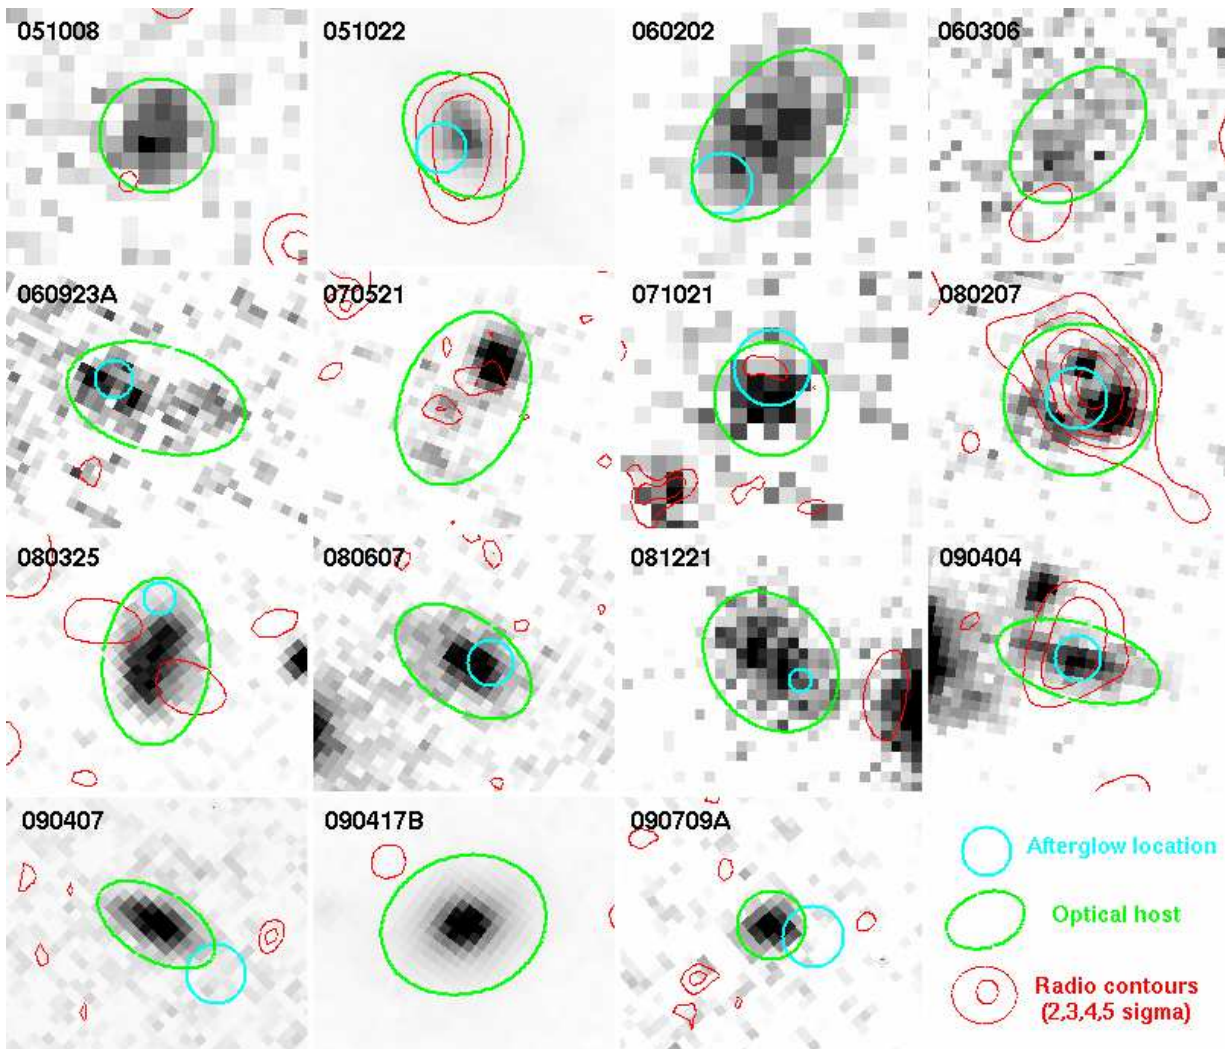 051008
051022
060202
060306
060923A
070521
071021
080207
080325
080607
081221
090404
090407
090417B
090709A
Afterglow location
Optical host
Radio contours
(2,3,4,5 sigma)